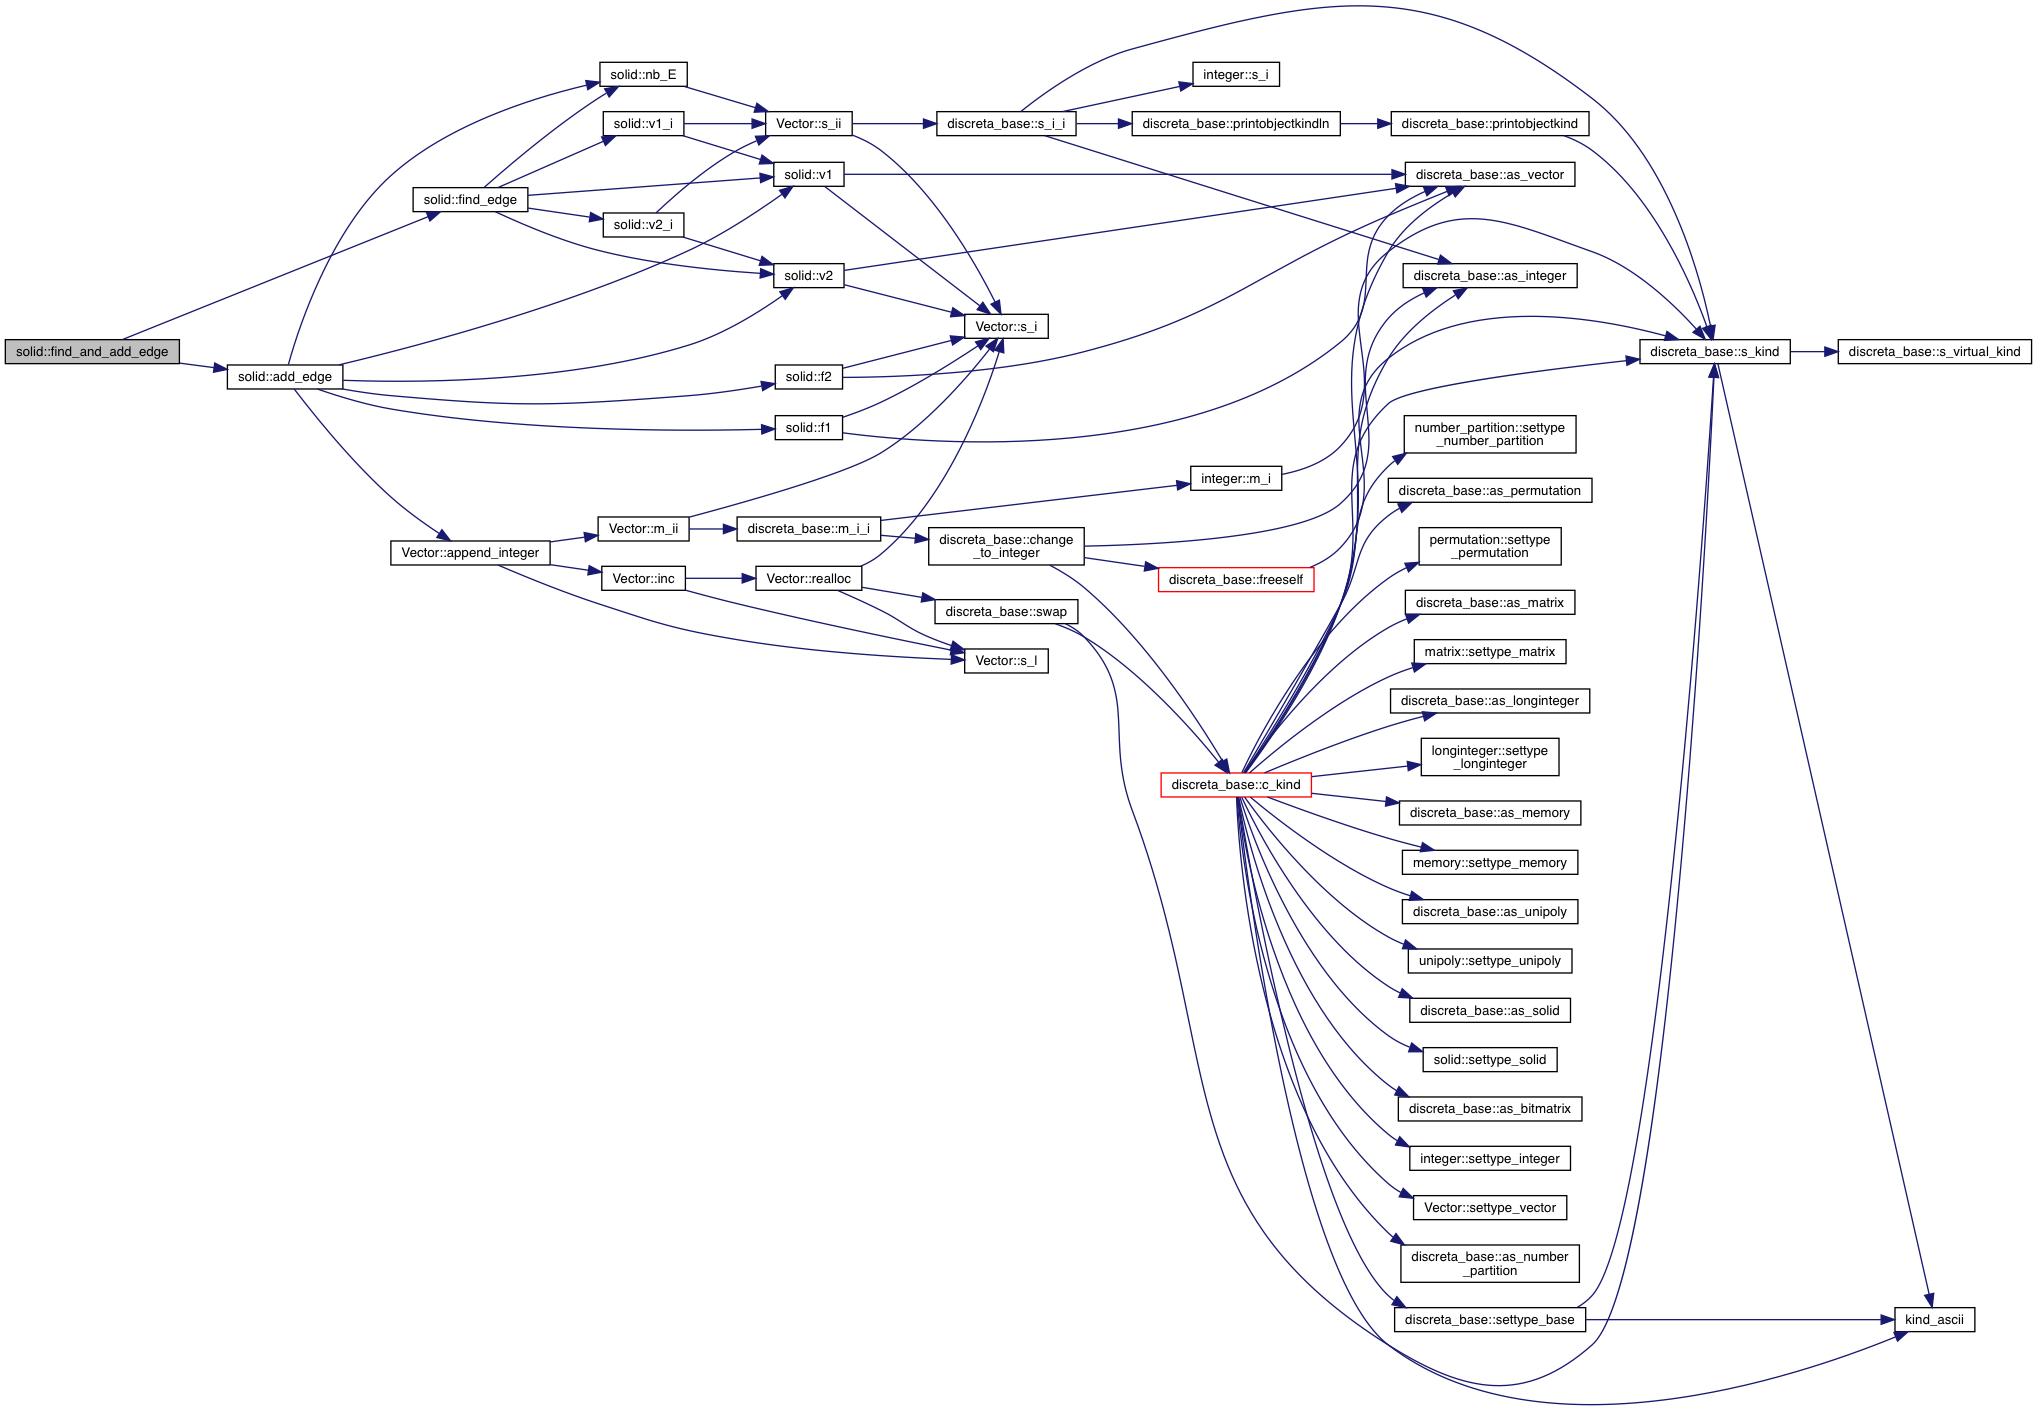 solid::find_and_add_edge
solid::add_edge
solid::find_edge
Vector::append_integer
solid::nb_E
solid::v1_i
solid::v2_i
Vector::m_ii
Vector::inc
Vector::s_ii
solid::v1
solid::v2
solid::f2
solid::f1
discreta_base::m_i_i
Vector::realloc
discreta_base::s_i_i
Vector::s_i
discreta_base::change
_to_integer
discreta_base::swap
Vector::s_l
integer::s_i
discreta_base::printobjectkindln
integer::m_i
discreta_base::freeself
discreta_base::c_kind
discreta_base::printobjectkind
discreta_base::as_vector
discreta_base::as_integer
number_partition::settype
_number_partition
discreta_base::as_permutation
permutation::settype
_permutation
discreta_base::as_matrix
matrix::settype_matrix
discreta_base::as_longinteger
longinteger::settype
_longinteger
discreta_base::as_memory
memory::settype_memory
discreta_base::as_unipoly
unipoly::settype_unipoly
discreta_base::as_solid
solid::settype_solid
discreta_base::as_bitmatrix
integer::settype_integer
Vector::settype_vector
discreta_base::as_number
_partition
discreta_base::settype_base
discreta_base::s_kind
discreta_base::s_virtual_kind
kind_ascii